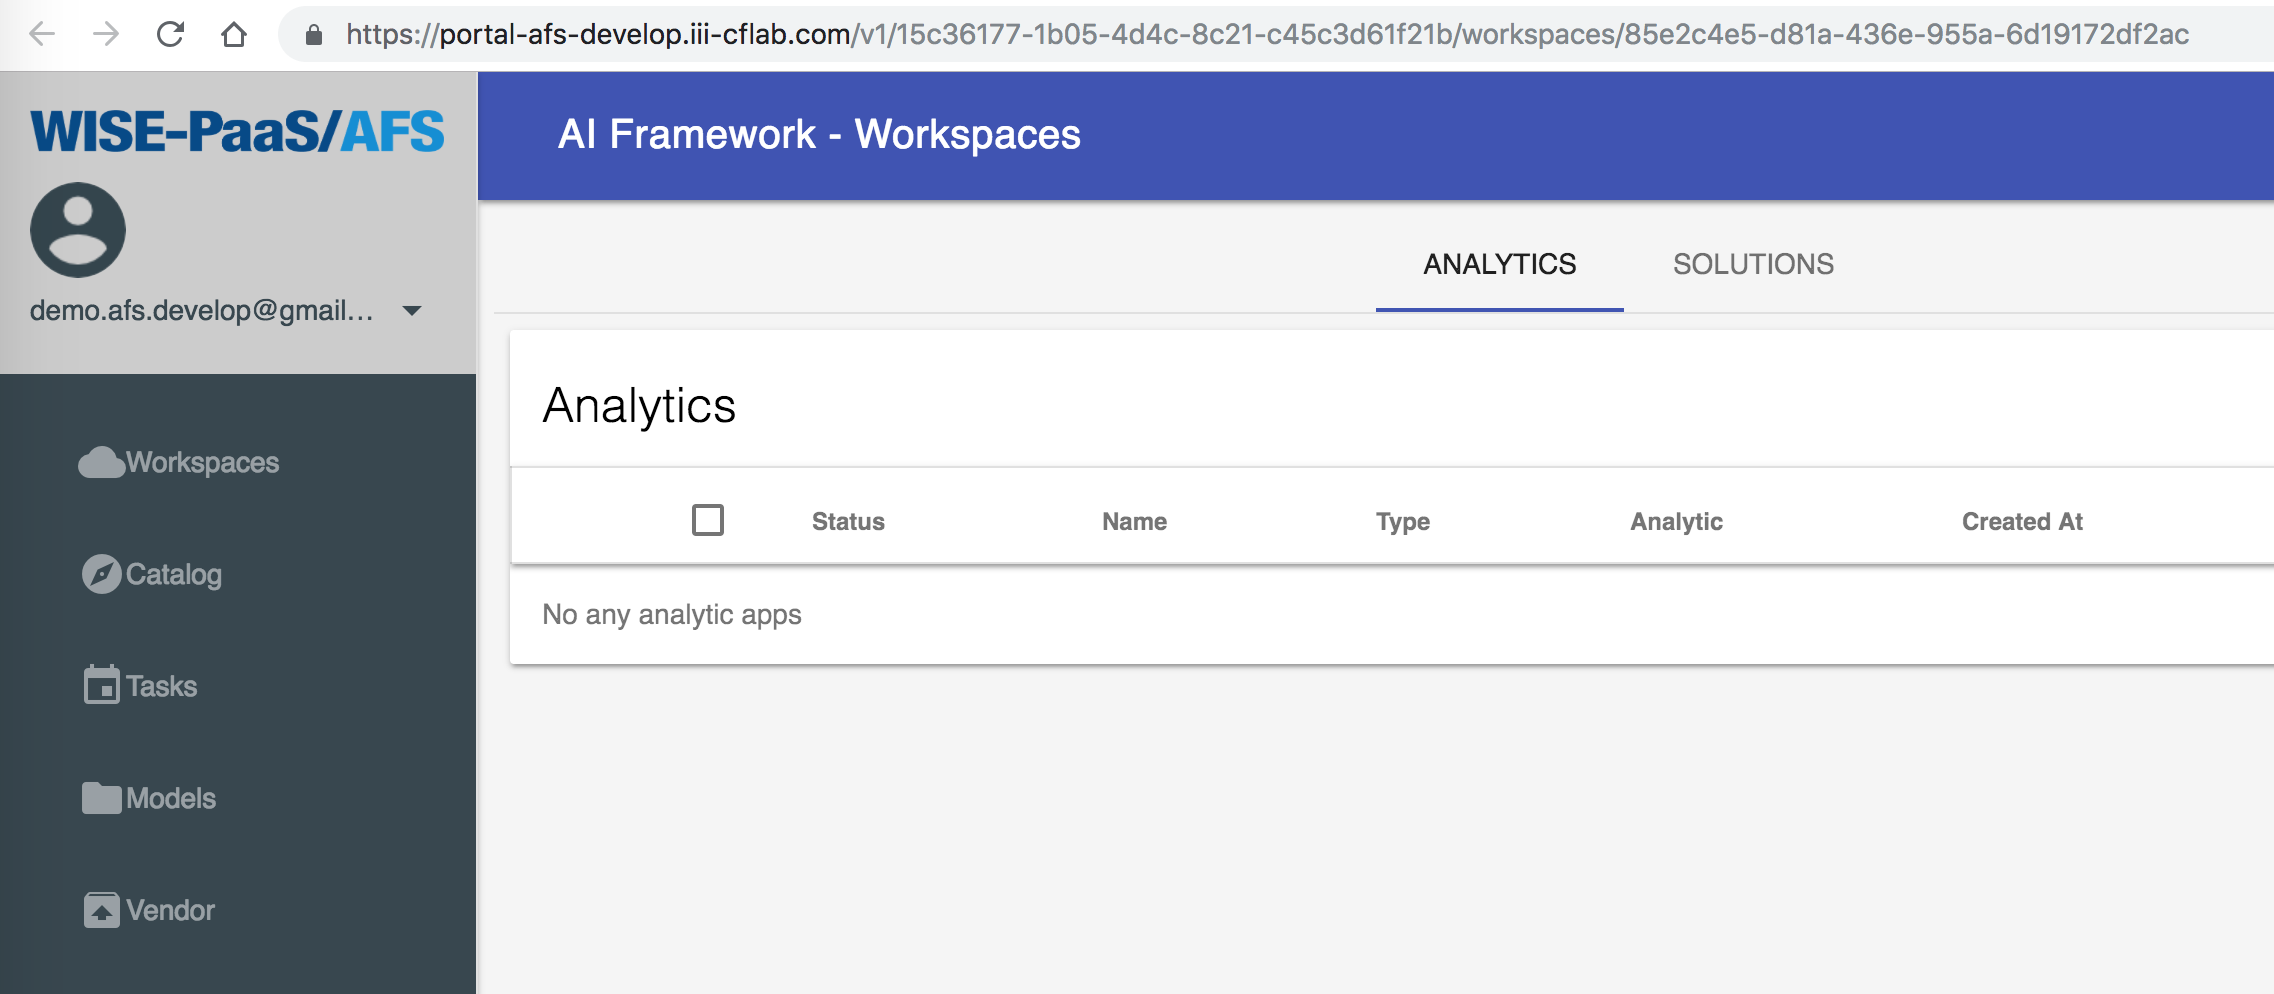 https://portal-afs-develop.iii-cflab.com/v1/15c36177-1b05-4d4c-8c21-c45c3d61f21b/workspaces/85e2c4e5-d81a-436e-955a-6d19172df2ac
WISE-PaaS/AFS
demo.afs.develop@gmail...
Workspaces
Catalog
Tasks
Models
Vendor
AI Framework - Workspaces
ANALYTICS SOLUTIONS
Analytics
Status Name Type Analytic Created At
No any analytic apps